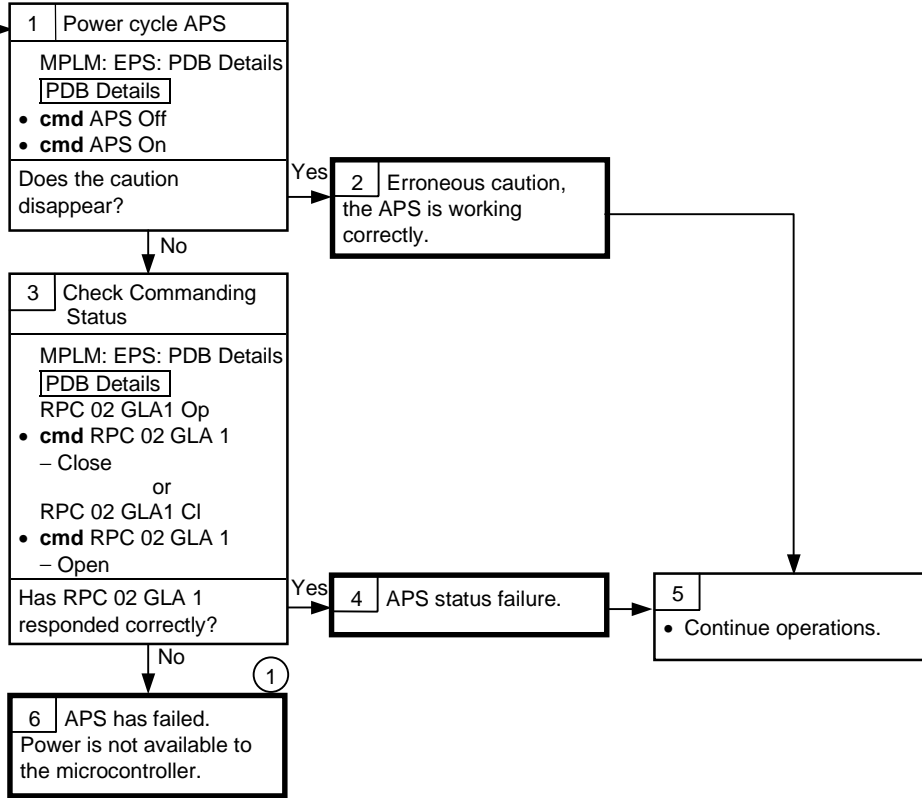 1 Power cycle APS
MPLM: EPS: PDB Details
PDB Details
• cmd APS Off
• cmd APS On
Does the caution
disappear?
Yes
No
2 Erroneous caution,
the APS is working
correctly.
3 Check Commanding
Status
MPLM: EPS: PDB Details
PDB Details
RPC 02 GLA1 Op
• cmd RPC 02 GLA 1
– Close
or
RPC 02 GLA1 Cl
• cmd RPC 02 GLA 1
– Open
Has RPC 02 GLA 1
responded correctly?
Yes
No
4 APS status failure.
5
• Continue operations.
1
6 APS has failed.
Power is not available to
the microcontroller.